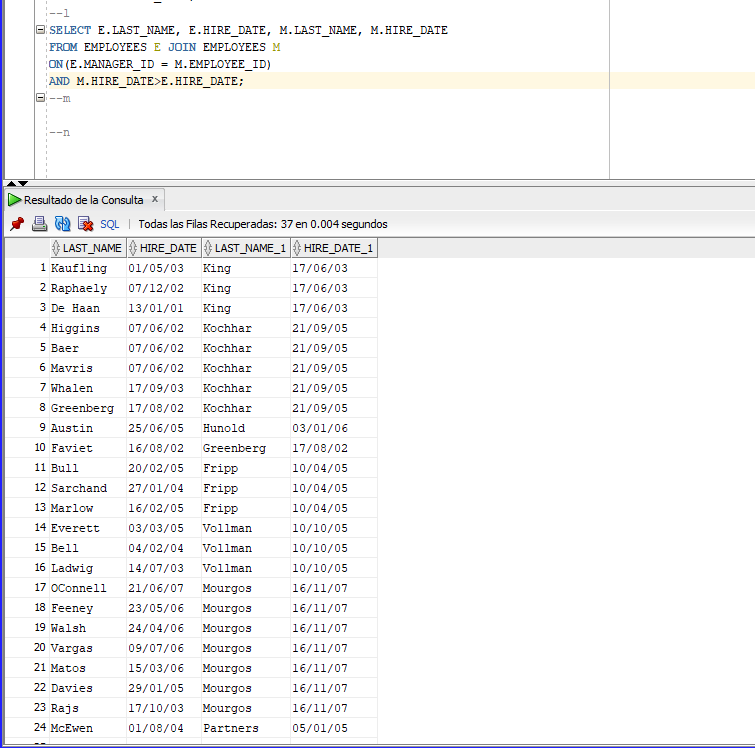 --l
SELECT E.LAST_NAME, E.HIRE_DATE, M.LAST_NAME, M.HIRE_DATE
FROM EMPLOYEES E JOIN EMPLOYEES M
ON(E.MANAGER_ID = M.EMPLOYEE_ID)
AND M.HIRE_DATE>E.HIRE_DATE;
--m
--n
Resultado de la Consulta x
SQL | Todas las Filas Recuperadas: 37 en 0.004 segundos
LAST_NAME HIRE_DATE LAST_NAME_1 HIRE_DATE_1
1 Kaufling 01/05/03 King 17/06/03
2 Raphaely 07/12/02 King 17/06/03
3 De Haan 13/01/01 King 17/06/03
4 Higgins 07/06/02 Kochhar 21/09/05
5 Baer 07/06/02 Kochhar 21/09/05
6 Mavris 07/06/02 Kochhar 21/09/05
7 Whalen 17/09/03 Kochhar 21/09/05
8 Greenberg 17/08/02 Kochhar 21/09/05
9 Austin 25/06/05 Hunold 03/01/06
10 Faviet 16/08/02 Greenberg 17/08/02
11 Bull 20/02/05 Fripp 10/04/05
12 Sarchand 27/01/04 Fripp 10/04/05
13 Marlow 16/02/05 Fripp 10/04/05
14 Everett 03/03/05 Vollman 10/10/05
15 Bell 04/02/04 Vollman 10/10/05
16 Ladwig 14/07/03 Vollman 10/10/05
17 OConnell 21/06/07 Mourgos 16/11/07
18 Feeney 23/05/06 Mourgos 16/11/07
19 Walsh 24/04/06 Mourgos 16/11/07
20 Vargas 09/07/06 Mourgos 16/11/07
21 Matos 15/03/06 Mourgos 16/11/07
22 Davies 29/01/05 Mourgos 16/11/07
23 Rajs 17/10/03 Mourgos 16/11/07
24 McEwen 01/08/04 Partners 05/01/05